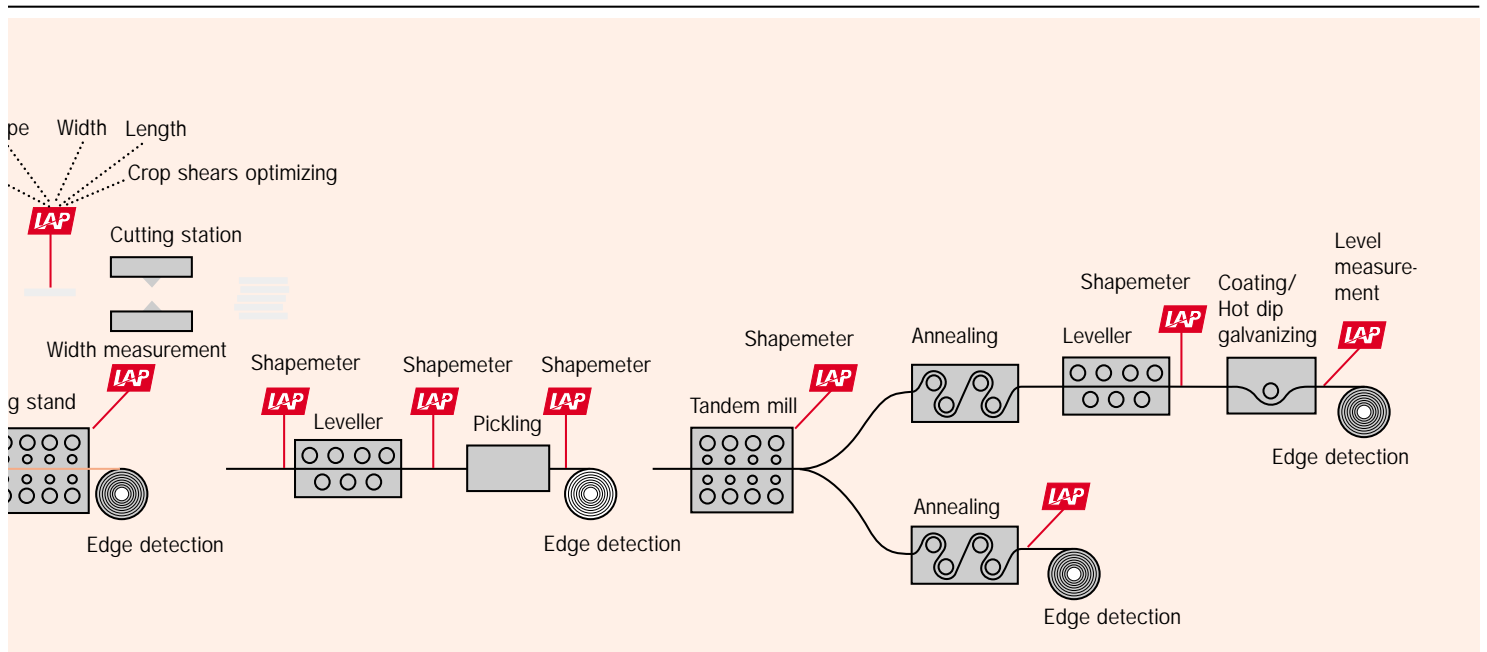 pe Width Length
Crop shears optimizing
LAP
Cutting station
Width measurement
LAP
g stand
Edge detection
Shapemeter
LAP
Leveller
Shapemeter
LAP
Pickling
Shapemeter
LAP
Edge detection
Tandem mill
Shapemeter
LAP
Annealing
Leveller
Shapemeter
LAP
Coating/
Hot dip
galvanizing
Level
measure-
ment
LAP
Edge detection
Annealing
LAP
Edge detection